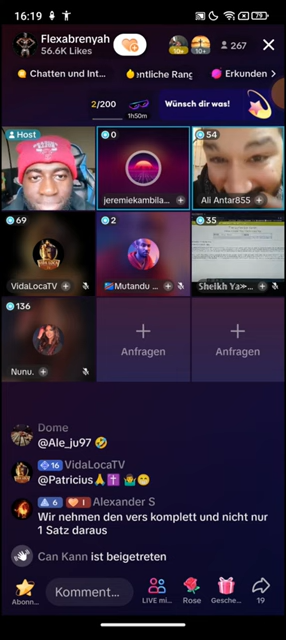 16:19
79
Flexabrenyah
56.6K Likes
10+
10+
267
Chatten und Int...
entliche Rang
Erkunden
2/200
1h50m
Wünsch dir was!
Host
0
54
jeremiekambila...
Ali Antar855
69
2
35
VidaLocaTV
Mutandu ...
Sheikh Ya≫...
136
Nunu.
Anfragen
Anfragen
Dome
@Ale_ju97 🤣
16 VidaLocaTV
@Patricius🙏✝️🤷‍♂️😁
6 1 Alexander S
Wir nehmen den vers komplett und nicht nur
1 Satz daraus
Can Kann ist beigetreten
Komment...
Abonn...
LIVE mi...
Rose
Gesche...
19